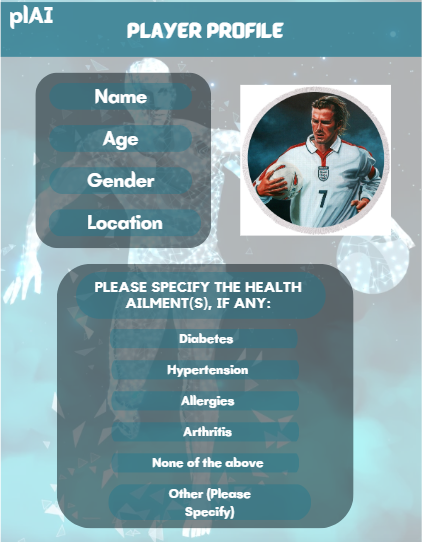 plAI
PLAYER PROFILE
Name
Age
Gender
Location
7
PLEASE SPECIFY THE HEALTH
AILMENT(S), IF ANY:
Diabetes
Hypertension
Allergies
Arthritis
None of the above
Other (Please
Specify)